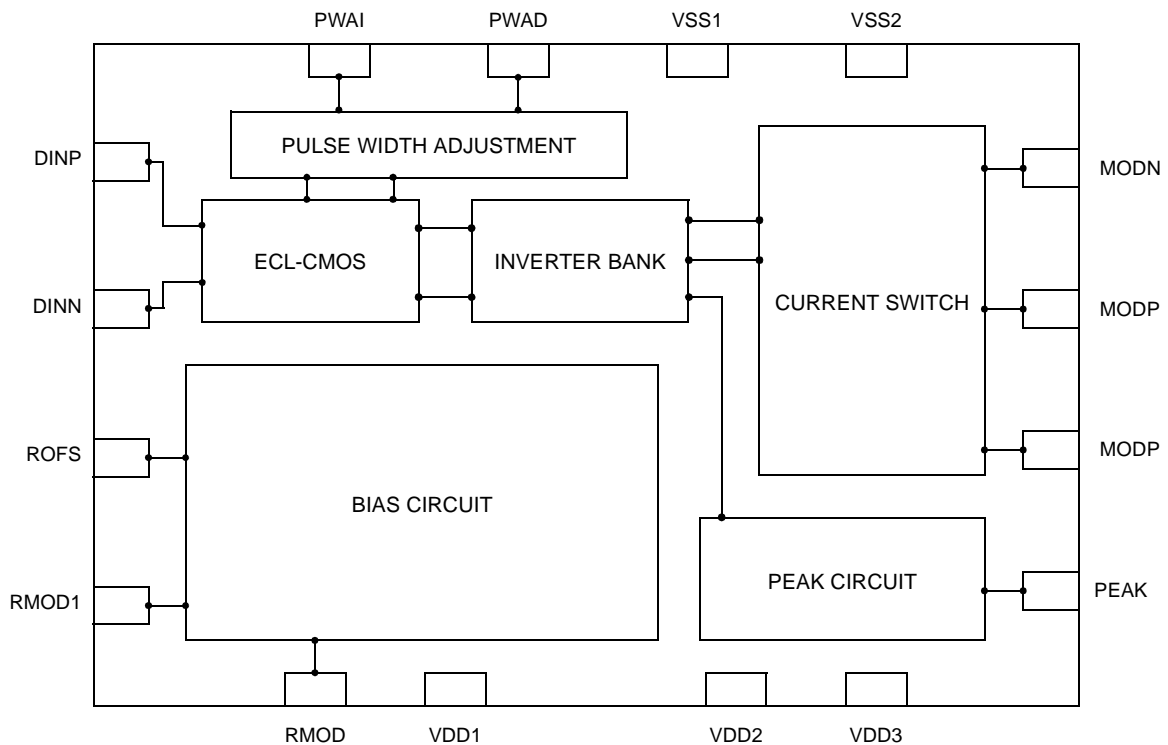 PWAI
PWAD
VSS1
VSS2
PULSE WIDTH ADJUSTMENT
DINP
MODN
ECL-CMOS
INVERTER BANK
DINN
CURRENT SWITCH
MODP
ROFS
MODP
BIAS CIRCUIT
PEAK CIRCUIT
RMOD1
PEAK
RMOD
VDD1
VDD2
VDD3